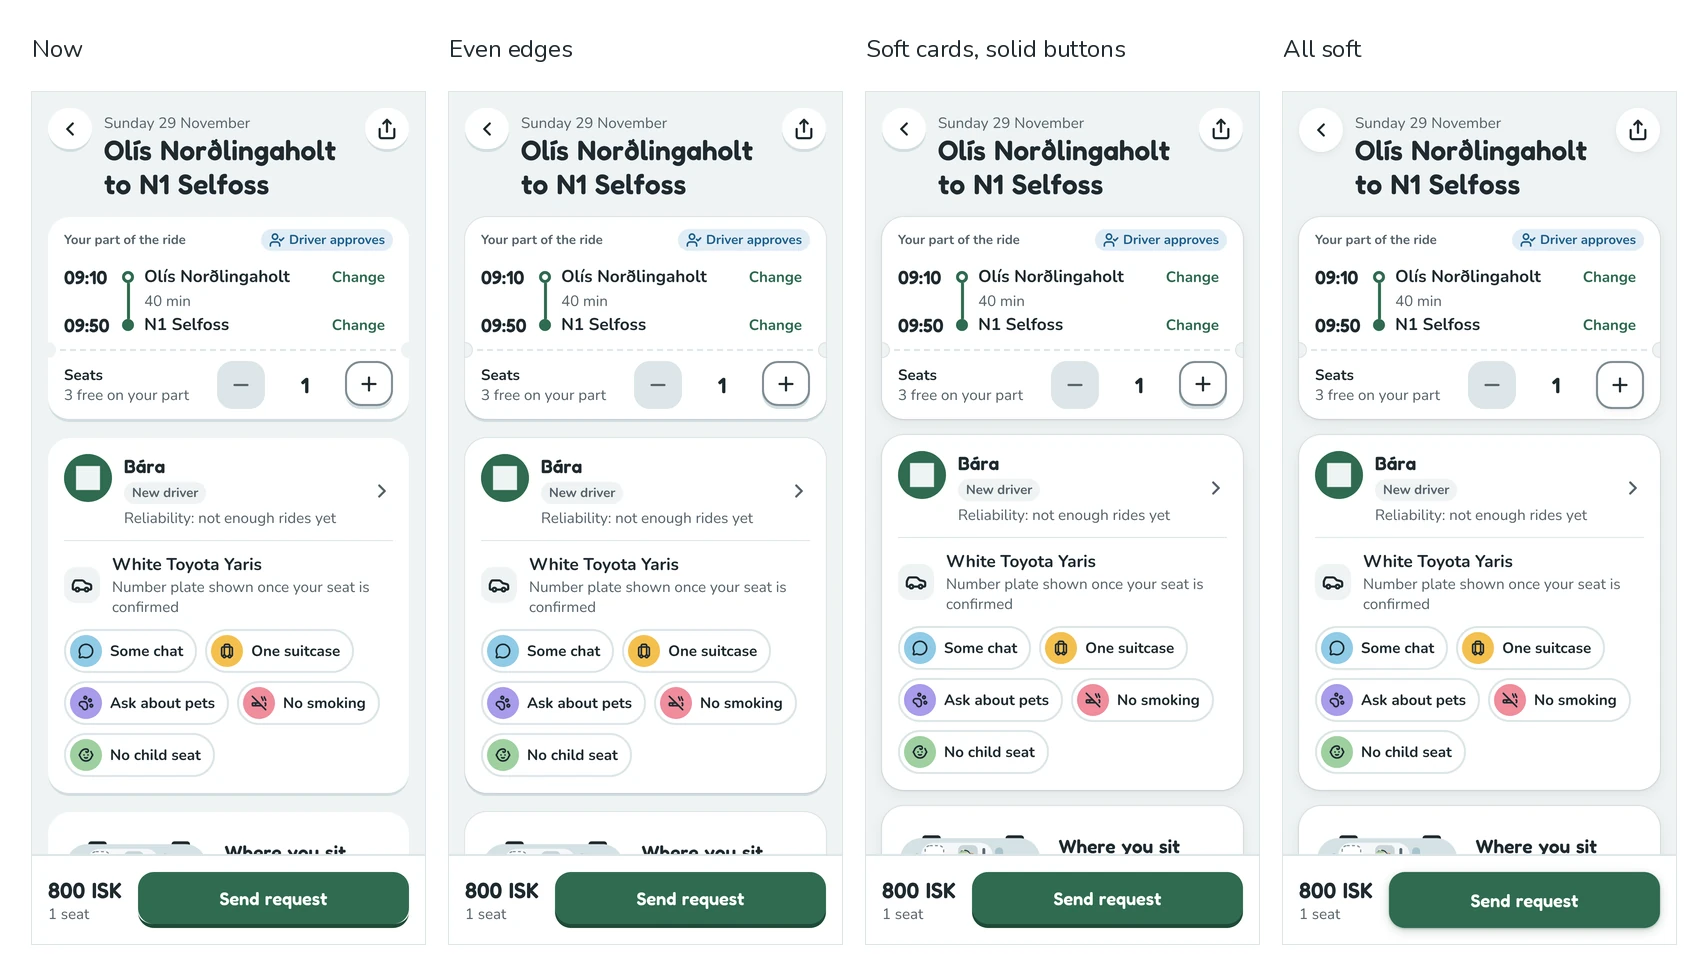 Now
Sunday 29 November
Olís Norðlingaholt
to N1 Selfoss
Your part of the ride
Driver approves
09:10 Olís Norðlingaholt Change
40 min
09:50 N1 Selfoss Change
Seats
3 free on your part
1
Bára
New driver
Reliability: not enough rides yet
White Toyota Yaris
Number plate shown once your seat is
confirmed
Some chat One suitcase
Ask about pets No smoking
No child seat
Where you sit
800 ISK
1 seat
Send request
Even edges
Sunday 29 November
Olís Norðlingaholt
to N1 Selfoss
Your part of the ride
Driver approves
09:10 Olís Norðlingaholt Change
40 min
09:50 N1 Selfoss Change
Seats
3 free on your part
1
Bára
New driver
Reliability: not enough rides yet
White Toyota Yaris
Number plate shown once your seat is
confirmed
Some chat One suitcase
Ask about pets No smoking
No child seat
Where you sit
800 ISK
1 seat
Send request
Soft cards, solid buttons
Sunday 29 November
Olís Norðlingaholt
to N1 Selfoss
Your part of the ride
Driver approves
09:10 Olís Norðlingaholt Change
40 min
09:50 N1 Selfoss Change
Seats
3 free on your part
1
Bára
New driver
Reliability: not enough rides yet
White Toyota Yaris
Number plate shown once your seat is
confirmed
Some chat One suitcase
Ask about pets No smoking
No child seat
Where you sit
800 ISK
1 seat
Send request
All soft
Sunday 29 November
Olís Norðlingaholt
to N1 Selfoss
Your part of the ride
Driver approves
09:10 Olís Norðlingaholt Change
40 min
09:50 N1 Selfoss Change
Seats
3 free on your part
1
Bára
New driver
Reliability: not enough rides yet
White Toyota Yaris
Number plate shown once your seat is
confirmed
Some chat One suitcase
Ask about pets No smoking
No child seat
Where you sit
800 ISK
1 seat
Send request